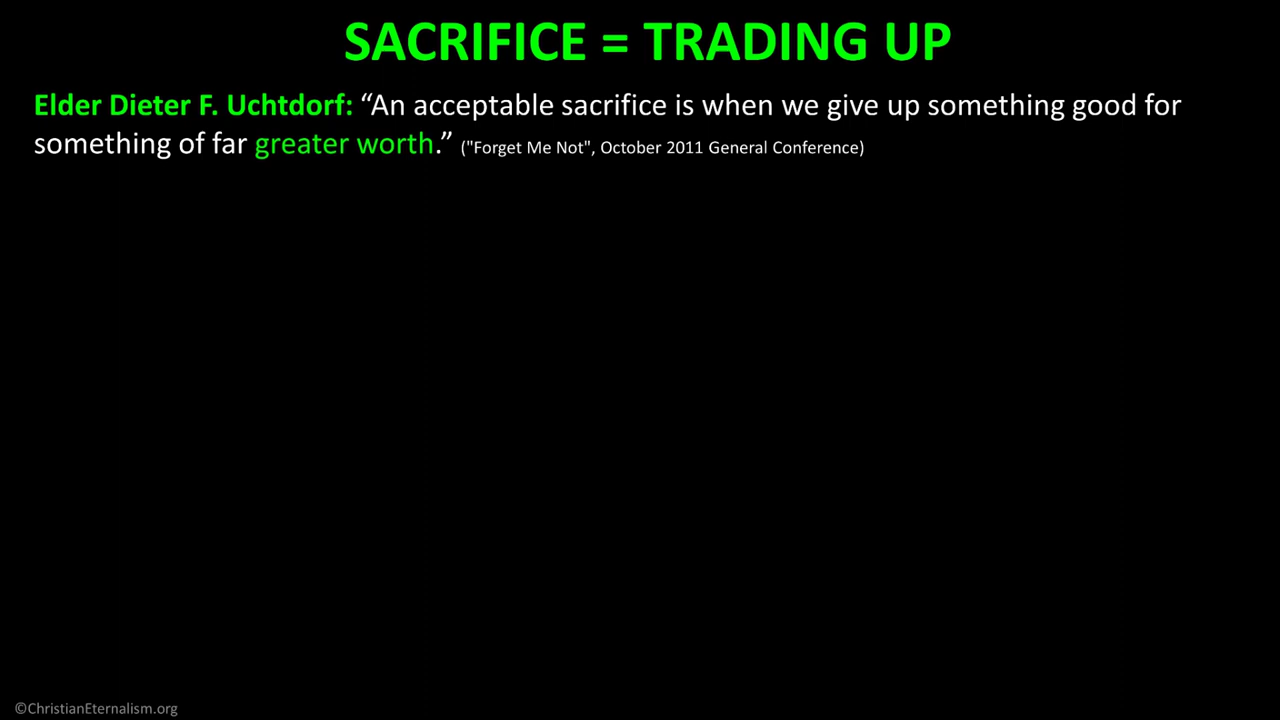 SACRIFICE = TRADING UP
Elder Dieter F. Uchtdorf: “An acceptable sacrifice is when we give up something good for
something of far greater worth.” ("Forget Me Not", October 2011 General Conference)
©ChristianEternalism.org